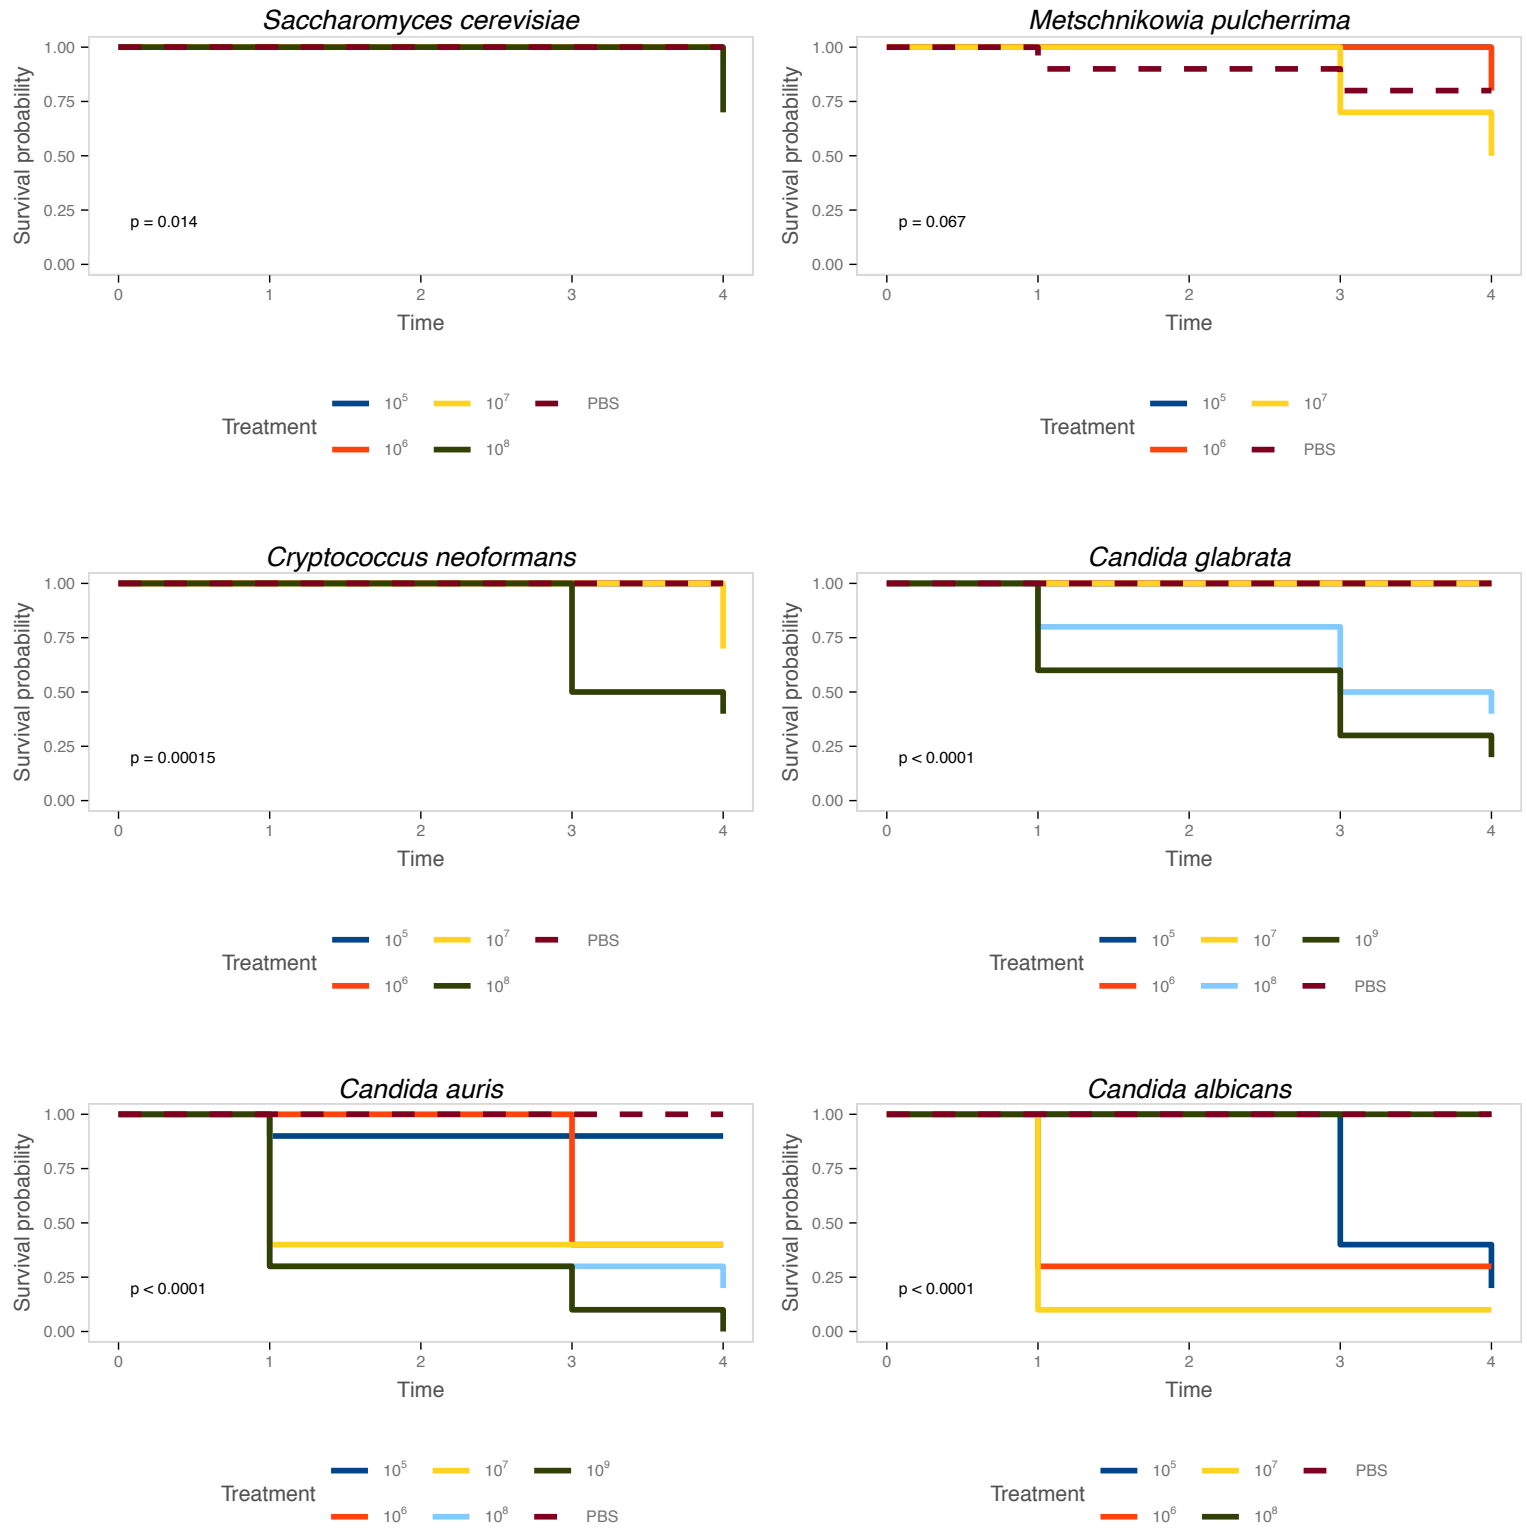 Saccharomyces cerevisiae
Survival probability
1.00
0.75
0.50
0.25
0.00
p = 0.014
0 1 2 3 4
Time
Treatment
10⁵ 10⁷ PBS
10⁶ 10⁸
Metschnikowia pulcherrima
Survival probability
1.00
0.75
0.50
0.25
0.00
p = 0.067
0 1 2 3 4
Time
Treatment
10⁵ 10⁷
10⁶ PBS
Cryptococcus neoformans
Survival probability
1.00
0.75
0.50
0.25
0.00
p = 0.00015
0 1 2 3 4
Time
Treatment
10⁵ 10⁷ PBS
10⁶ 10⁸
Candida glabrata
Survival probability
1.00
0.75
0.50
0.25
0.00
p < 0.0001
0 1 2 3 4
Time
Treatment
10⁵ 10⁷ 10⁹
10⁶ 10⁸ PBS
Candida auris
Survival probability
1.00
0.75
0.50
0.25
0.00
p < 0.0001
0 1 2 3 4
Time
Treatment
10⁵ 10⁷ 10⁹
10⁶ 10⁸ PBS
Candida albicans
Survival probability
1.00
0.75
0.50
0.25
0.00
p < 0.0001
0 1 2 3 4
Time
Treatment
10⁵ 10⁷ PBS
10⁶ 10⁸